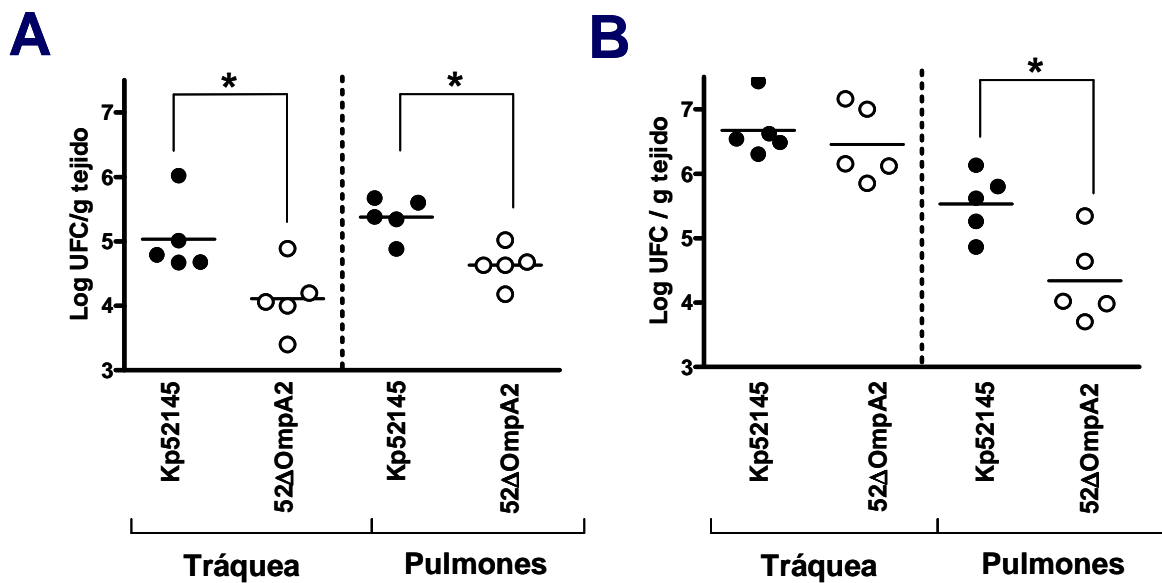 A
*
*
7
6
5
4
3
Log UFC/g tejido
Kp52145
52ΔOmpA2
Kp52145
52ΔOmpA2
Tráquea
Pulmones
B
*
7
6
5
4
3
Log UFC / g tejido
Kp52145
52ΔOmpA2
Kp52145
52ΔOmpA2
Tráquea
Pulmones